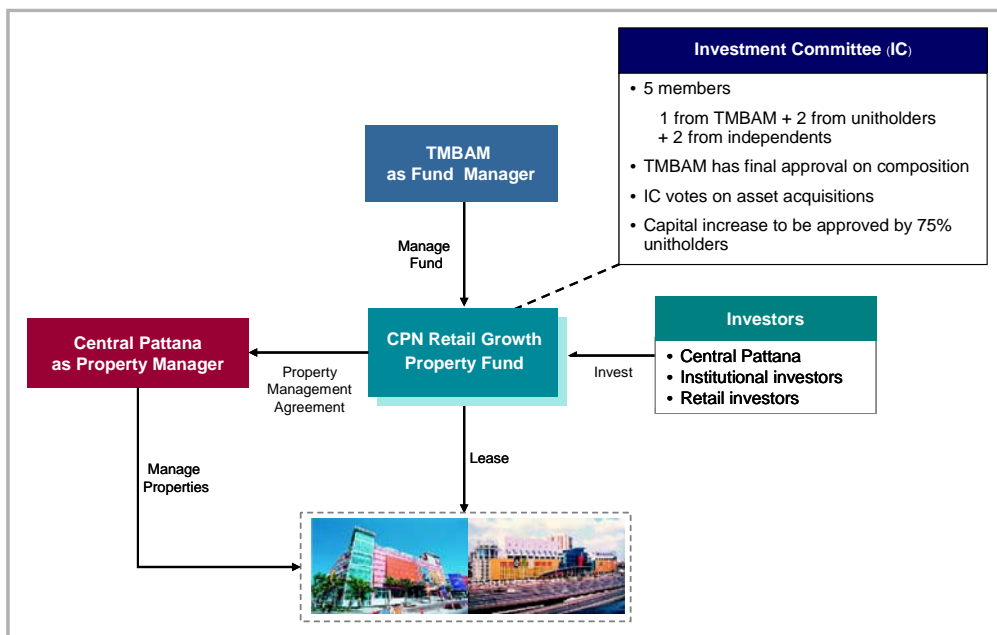 Investment Committee (IC)
• 5 members
1 from TMBAM + 2 from unitholders
+ 2 from independents
• TMBAM has final approval on composition
• IC votes on asset acquisitions
• Capital increase to be approved by 75%
unitholders
TMBAM
as Fund Manager
Manage
Fund
Central Pattana
as Property Manager
Property
Management
Agreement
CPN Retail Growth
Property Fund
Invest
Investors
• Central Pattana
• Institutional investors
• Retail investors
Manage
Properties
Lease